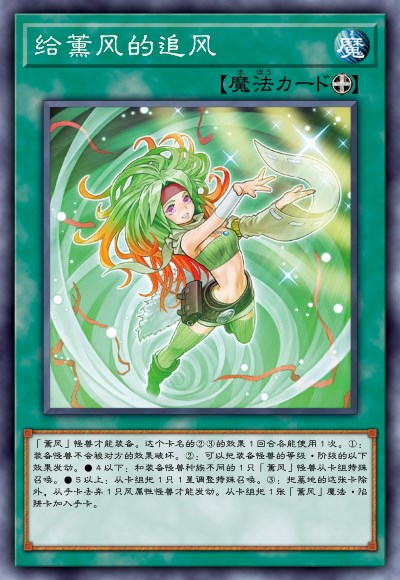 给薰风的追风
魔
【魔法カード】
ま ほう
「薰风」怪兽才能装备。这个卡名的②③的效果1回合各能使用1次。①:
装备怪兽不会被对方的效果破坏。②:可以把装备怪兽的等级·阶级的以下
效果发动。●4以下:和装备怪兽种族不同的1只「薰风」怪兽从卡组特殊
召唤。●5以上:从卡组把1只1星调整特殊召唤。③:把墓地的这张卡除
外,从手卡丢弃1只风属性怪兽才能发动。从卡组把1张「薰风」魔法·陷
阱卡加入手卡。